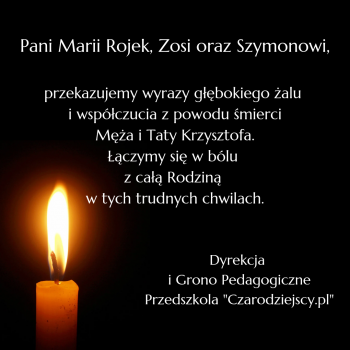 Pani Marii Rojek, Zosi oraz Szymonowi,
przekazujemy wyrazy głębokiego żalu
i współczucia z powodu śmierci
Męża i Taty Krzysztofa.
Łączymy się w bólu
z całą Rodziną
w tych trudnych chwilach.
Dyrekcja
i Grono Pedagogiczne
Przedszkola "Czarodziejscy.pl"